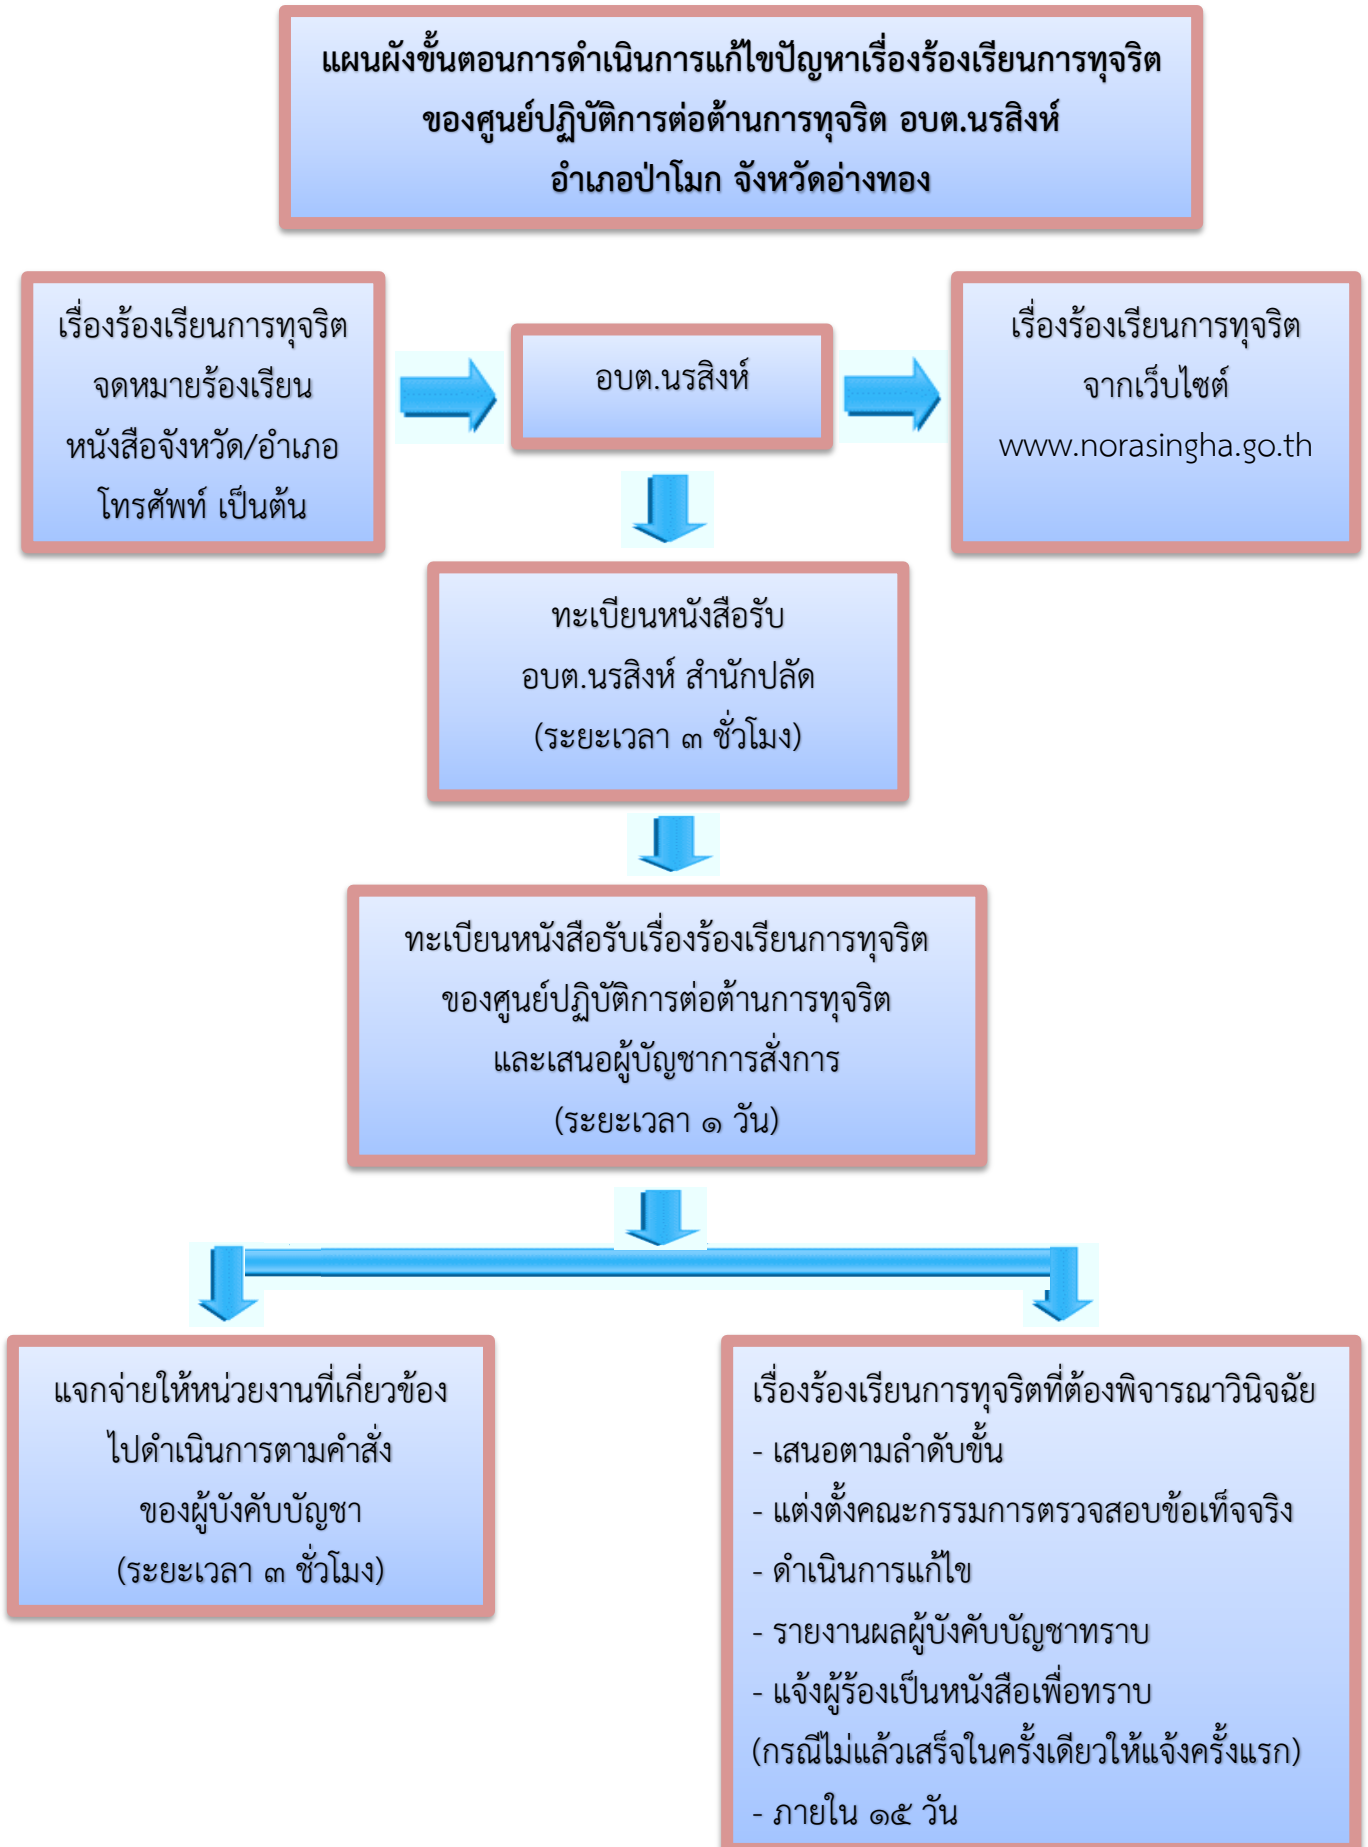 แผนผังขั้นตอนการดำเนินการแก้ไขปัญหาเรื่องร้องเรียนการทุจริต
ของศูนย์ปฏิบัติการต่อต้านการทุจริต อบต.นรสิงห์
อำเภอป่าโมก จังหวัดอ่างทอง
เรื่องร้องเรียนการทุจริต
จดหมายร้องเรียน
หนังสือจังหวัด/อำเภอ
โทรศัพท์ เป็นต้น
อบต.นรสิงห์
เรื่องร้องเรียนการทุจริต
จากเว็บไซต์
www.norasingha.go.th
ทะเบียนหนังสือรับ
อบต.นรสิงห์ สำนักปลัด
(ระยะเวลา ๓ ชั่วโมง)
ทะเบียนหนังสือรับเรื่องร้องเรียนการทุจริต
ของศูนย์ปฏิบัติการต่อต้านการทุจริต
และเสนอผู้บัญชาการสั่งการ
(ระยะเวลา ๑ วัน)
แจกจ่ายให้หน่วยงานที่เกี่ยวข้อง
ไปดำเนินการตามคำสั่ง
ของผู้บังคับบัญชา
(ระยะเวลา ๓ ชั่วโมง)
เรื่องร้องเรียนการทุจริตที่ต้องพิจารณาวินิจฉัย
- เสนอตามลำดับขั้น
- แต่งตั้งคณะกรรมการตรวจสอบข้อเท็จจริง
- ดำเนินการแก้ไข
- รายงานผลผู้บังคับบัญชาทราบ
- แจ้งผู้ร้องเป็นหนังสือเพื่อทราบ
(กรณีไม่แล้วเสร็จในครั้งเดียวให้แจ้งครั้งแรก)
- ภายใน ๑๕ วัน